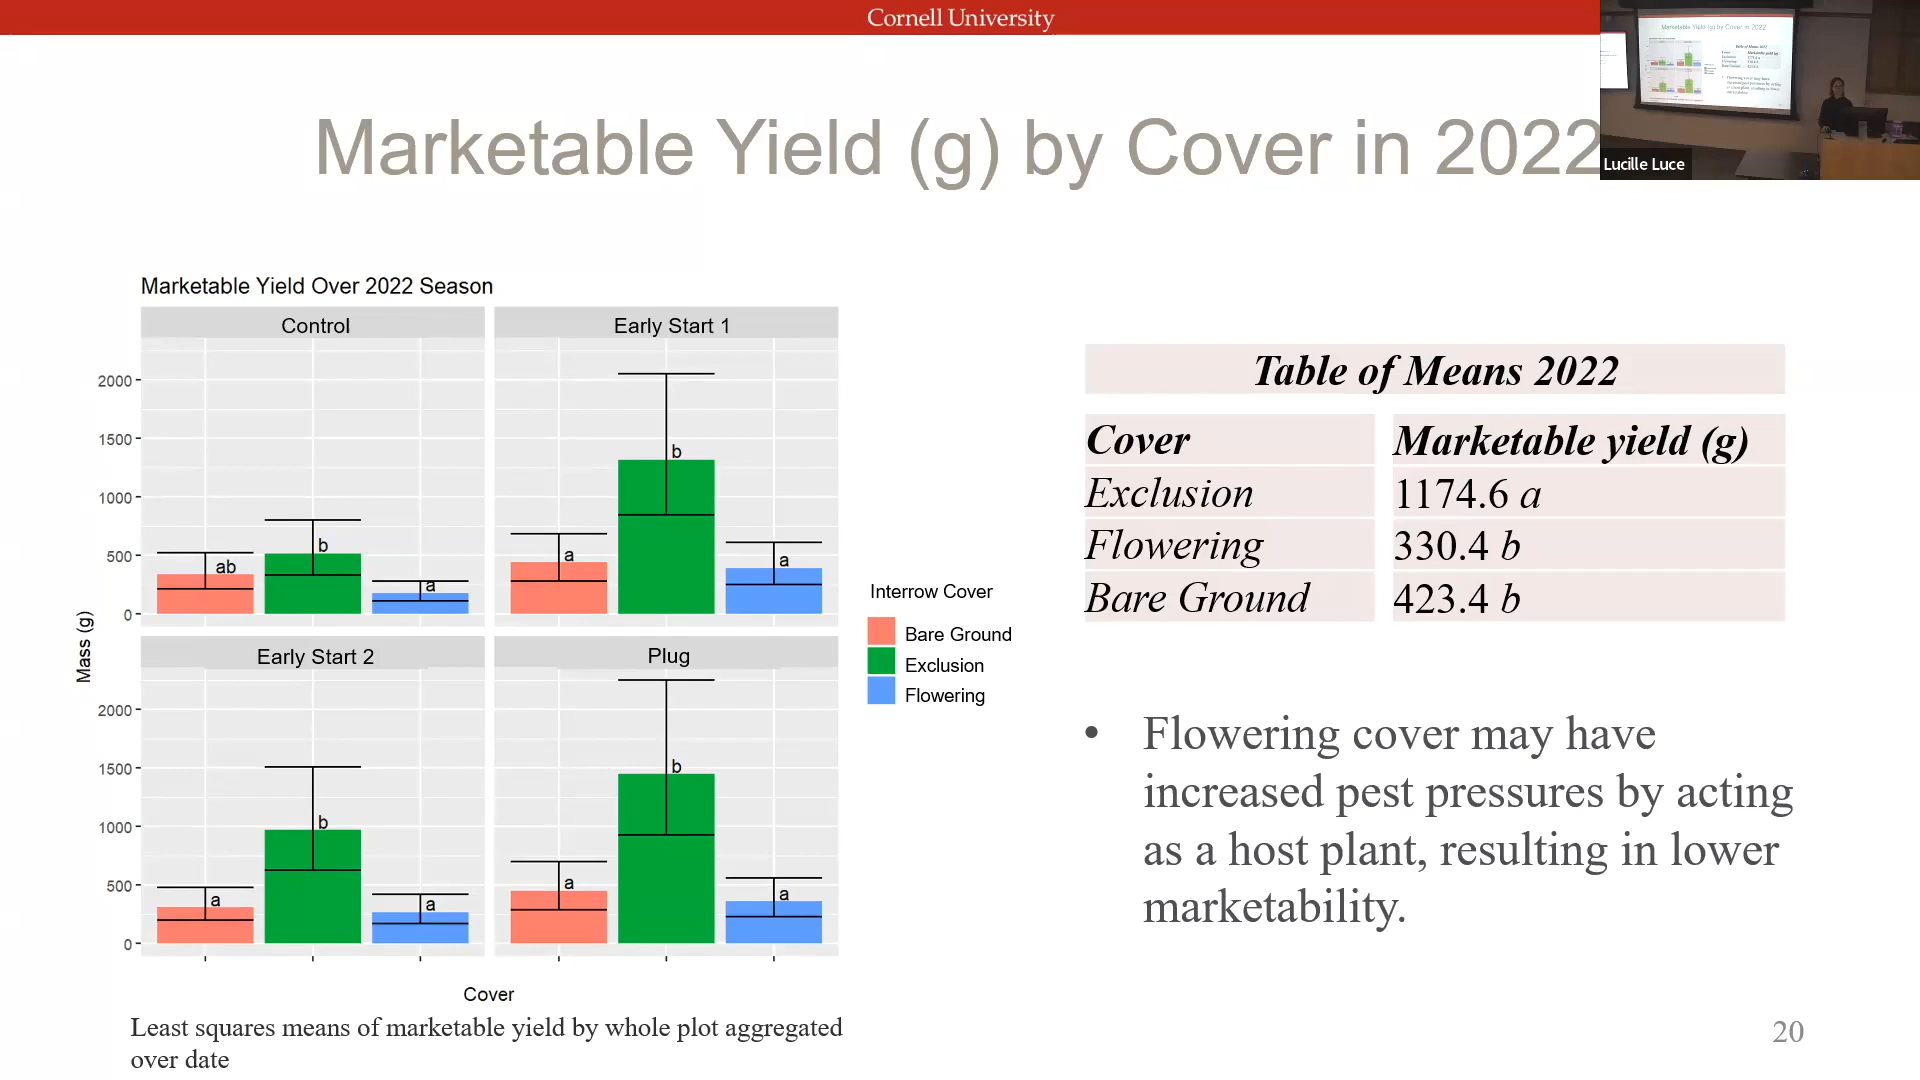 Cornell University
Marketable Yield (g) by Cover in 2022
Lucille Luce
Marketable Yield Over 2022 Season
Control
Early Start 1
2000
1500
1000
500
0
ab
b
a
a
b
a
Early Start 2
Plug
2000
1500
1000
500
0
a
b
a
a
b
a
Mass (g)
Cover
Interrow Cover
Bare Ground
Exclusion
Flowering
Least squares means of marketable yield by whole plot aggregated
over date
Table of Means 2022
Cover Marketable yield (g)
Exclusion 1174.6 a
Flowering 330.4 b
Bare Ground 423.4 b
• Flowering cover may have
increased pest pressures by acting
as a host plant, resulting in lower
marketability.
20